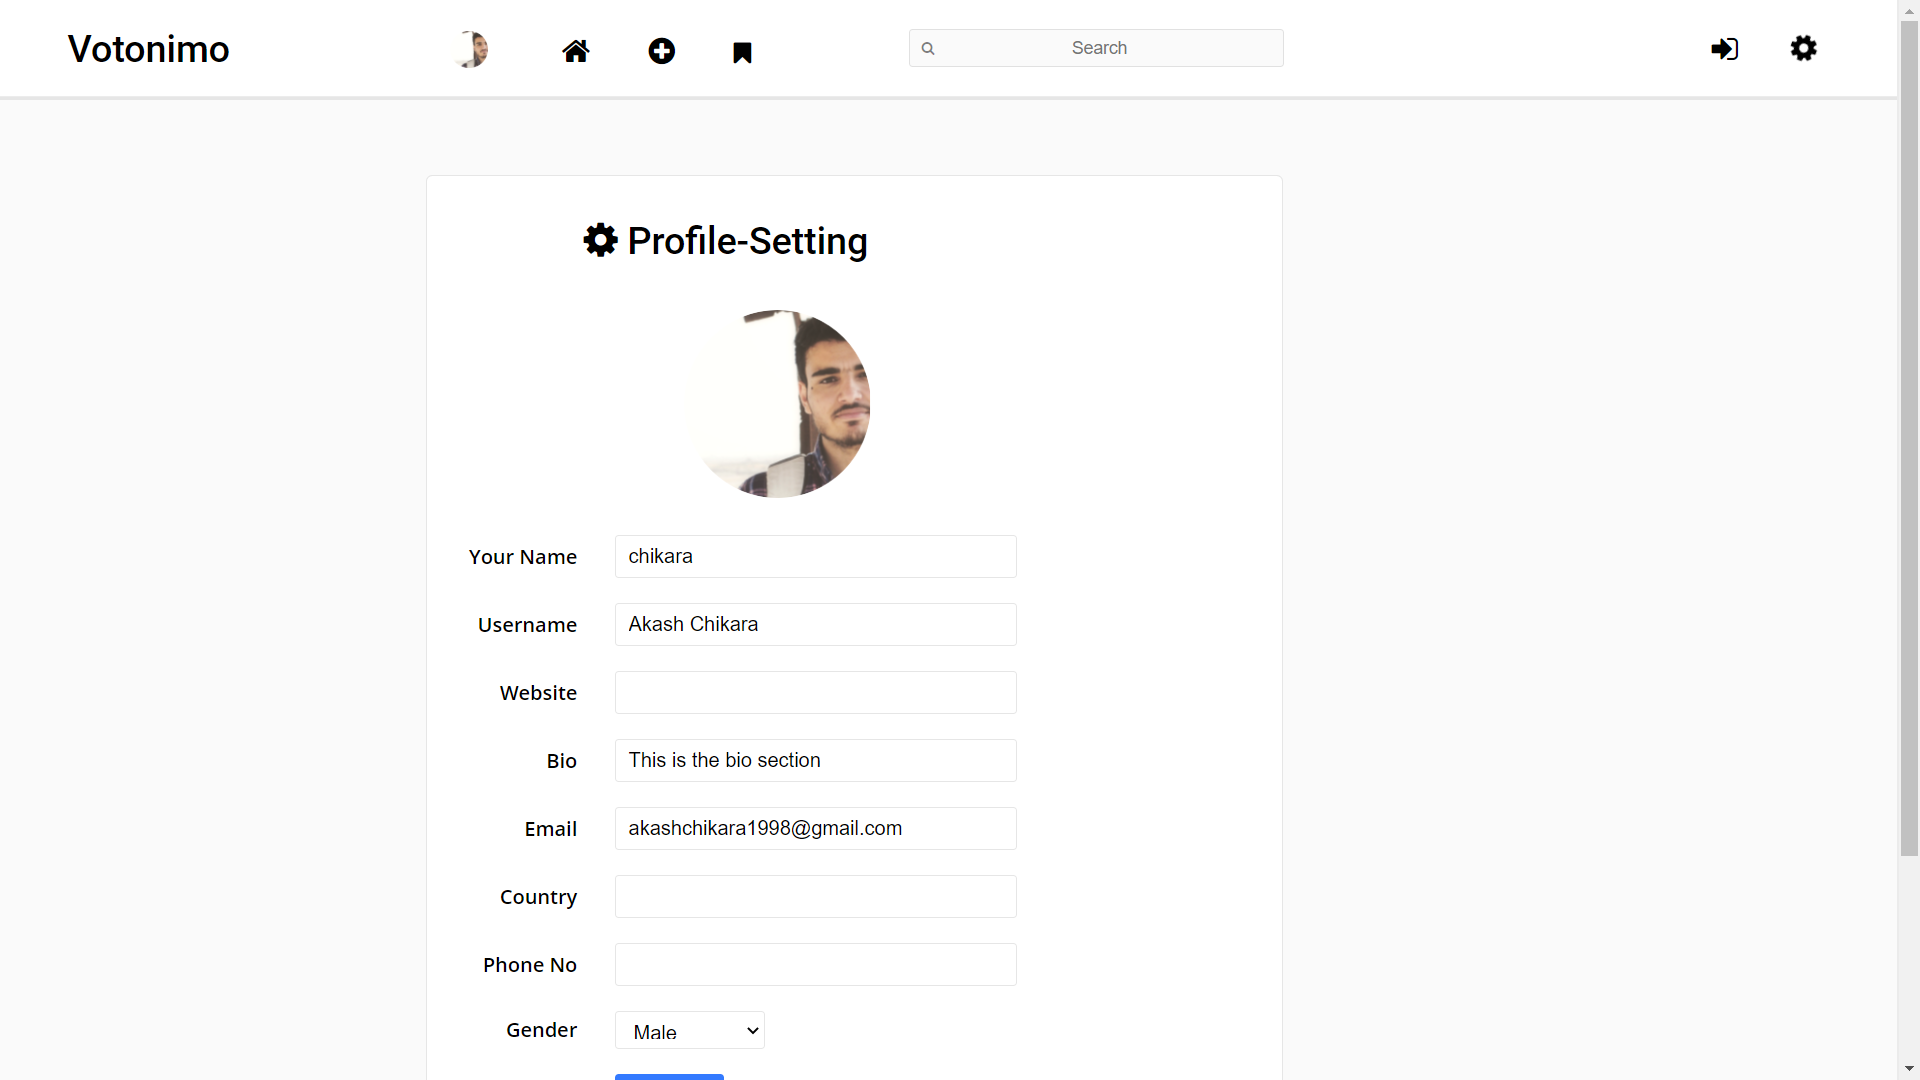 Votonimo
Search
Profile-Setting
Your Name
chikara
Username
Akash Chikara
Website
Bio
This is the bio section
Email
akashchikara1998@gmail.com
Country
Phone No
Gender
Male